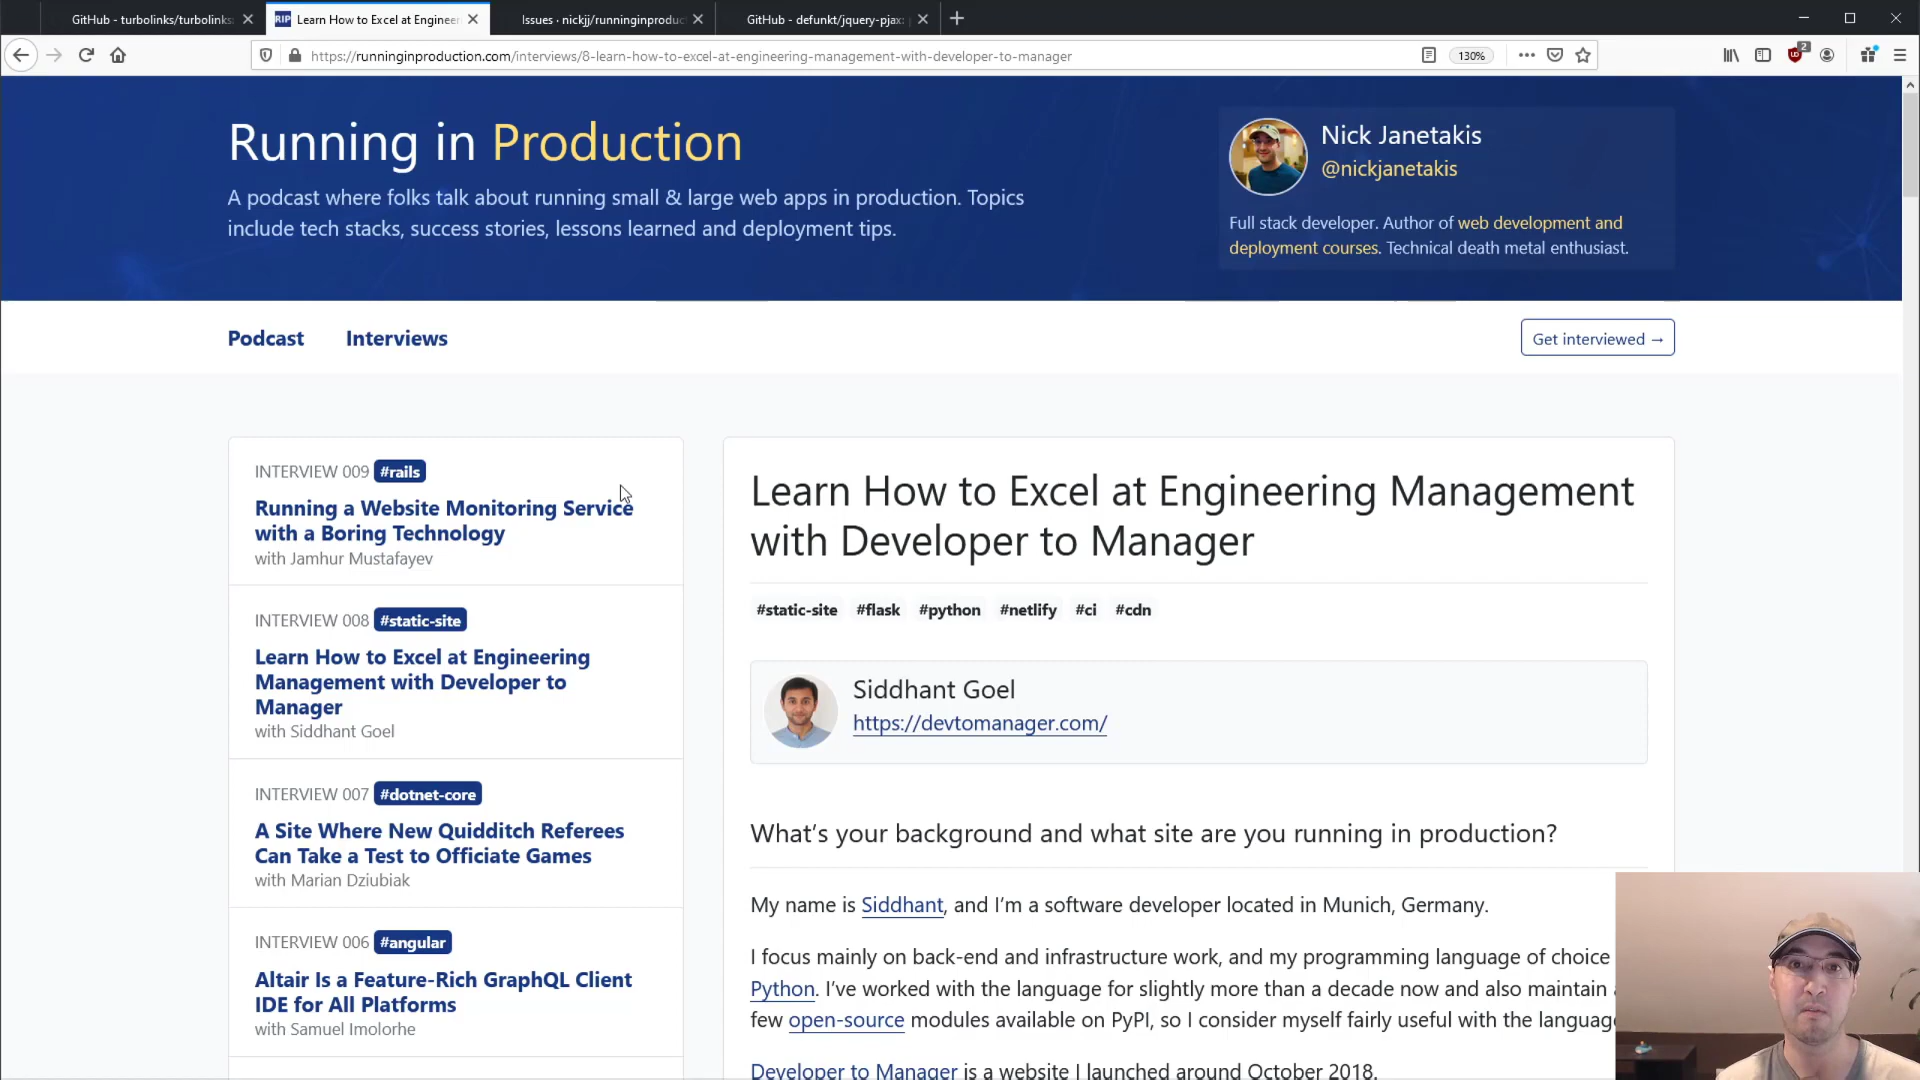 GitHub - turbolinks/turbolinks:
RIP
Learn How to Excel at Engineer
Issues · nickjj/runninginproduc
GitHub - defunkt/jquery-pjax:
https://runninginproduction.com/interviews/8-learn-how-to-excel-at-engineering-management-with-developer-to-manager
130%
2
Running in Production
A podcast where folks talk about running small & large web apps in production. Topics
include tech stacks, success stories, lessons learned and deployment tips.
Nick Janetakis
@nickjanetakis
Full stack developer. Author of web development and
deployment courses. Technical death metal enthusiast.
Podcast
Interviews
Get interviewed →
INTERVIEW 009 #rails
Running a Website Monitoring Service
with a Boring Technology
with Jamhur Mustafayev
INTERVIEW 008 #static-site
Learn How to Excel at Engineering
Management with Developer to
Manager
with Siddhant Goel
INTERVIEW 007 #dotnet-core
A Site Where New Quidditch Referees
Can Take a Test to Officiate Games
with Marian Dziubiak
INTERVIEW 006 #angular
Altair Is a Feature-Rich GraphQL Client
IDE for All Platforms
with Samuel Imolorhe
Learn How to Excel at Engineering Management
with Developer to Manager
#static-site #flask #python #netlify #ci #cdn
Siddhant Goel
https://devtomanager.com/
What's your background and what site are you running in production?
My name is Siddhant, and I'm a software developer located in Munich, Germany.
I focus mainly on back-end and infrastructure work, and my programming language of choice
Python. I've worked with the language for slightly more than a decade now and also maintain
few open-source modules available on PyPI, so I consider myself fairly useful with the language
Developer to Manager is a website I launched around October 2018.